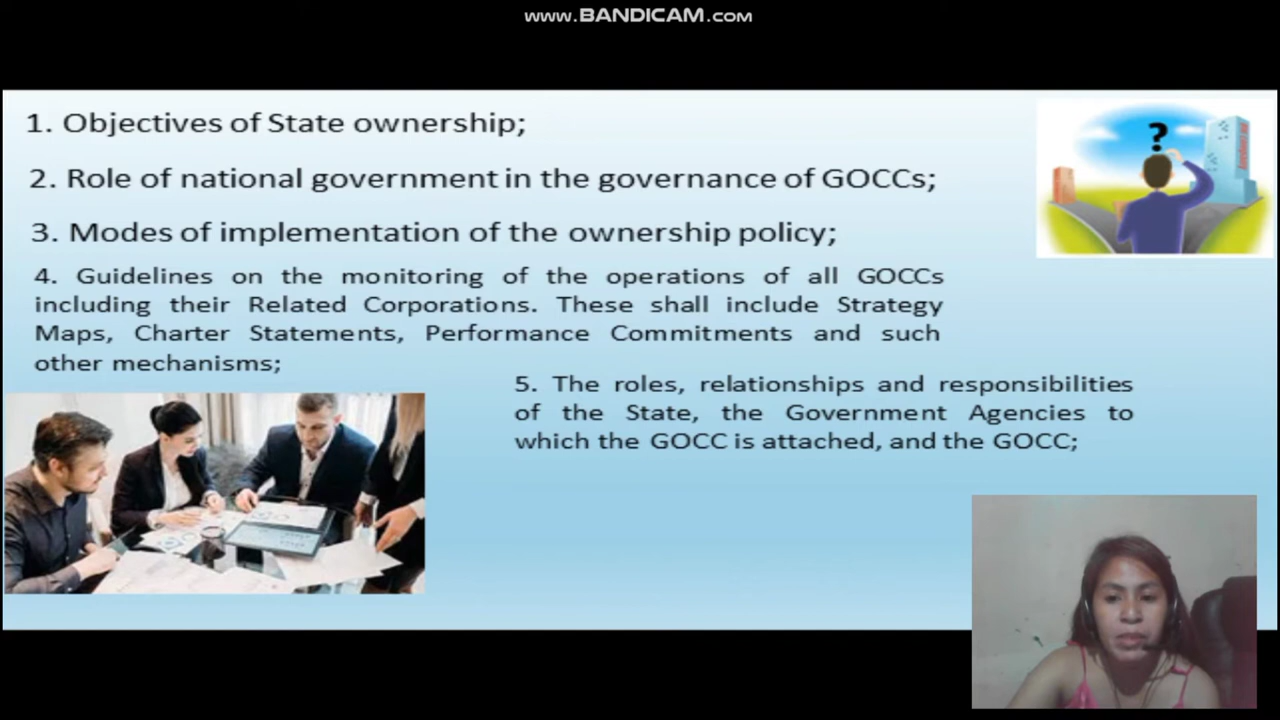 www.BANDICAM.com
1. Objectives of State ownership;
2. Role of national government in the governance of GOCCs;
3. Modes of implementation of the ownership policy;
4. Guidelines on the monitoring of the operations of all GOCCs
including their Related Corporations. These shall include Strategy
Maps, Charter Statements, Performance Commitments and such
other mechanisms;
5. The roles, relationships and responsibilities
of the State, the Government Agencies to
which the GOCC is attached, and the GOCC;
?